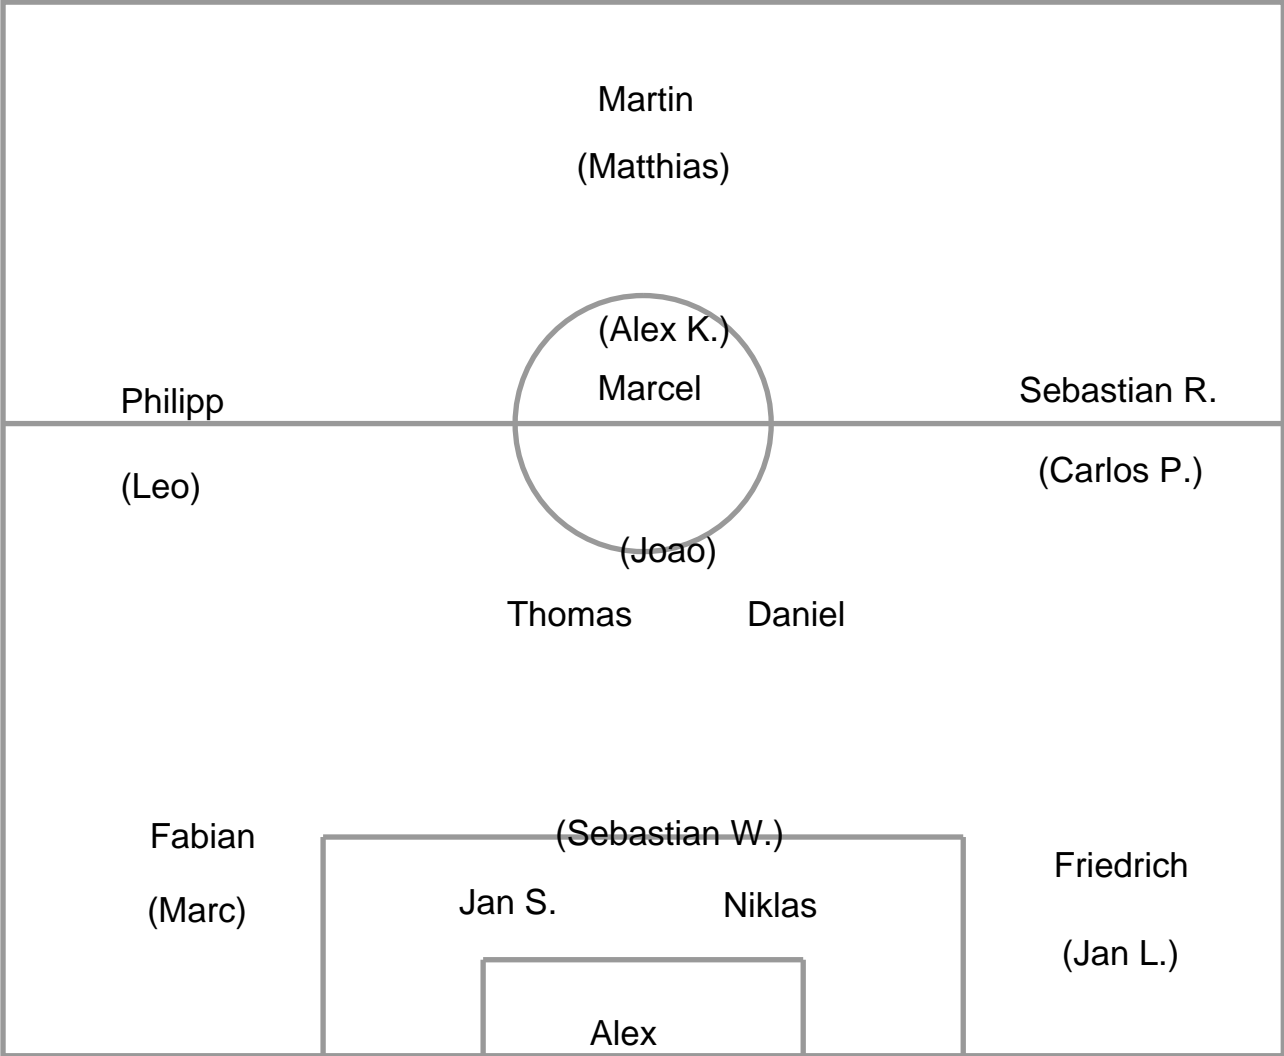 Martin
(Matthias)
(Alex K.)
Marcel
Philipp
Sebastian R.
(Leo)
(Carlos P.)
(Joao)
Thomas
Daniel
Fabian
(Sebastian W.)
Friedrich
(Marc)
Jan S.
Niklas
(Jan L.)
Alex